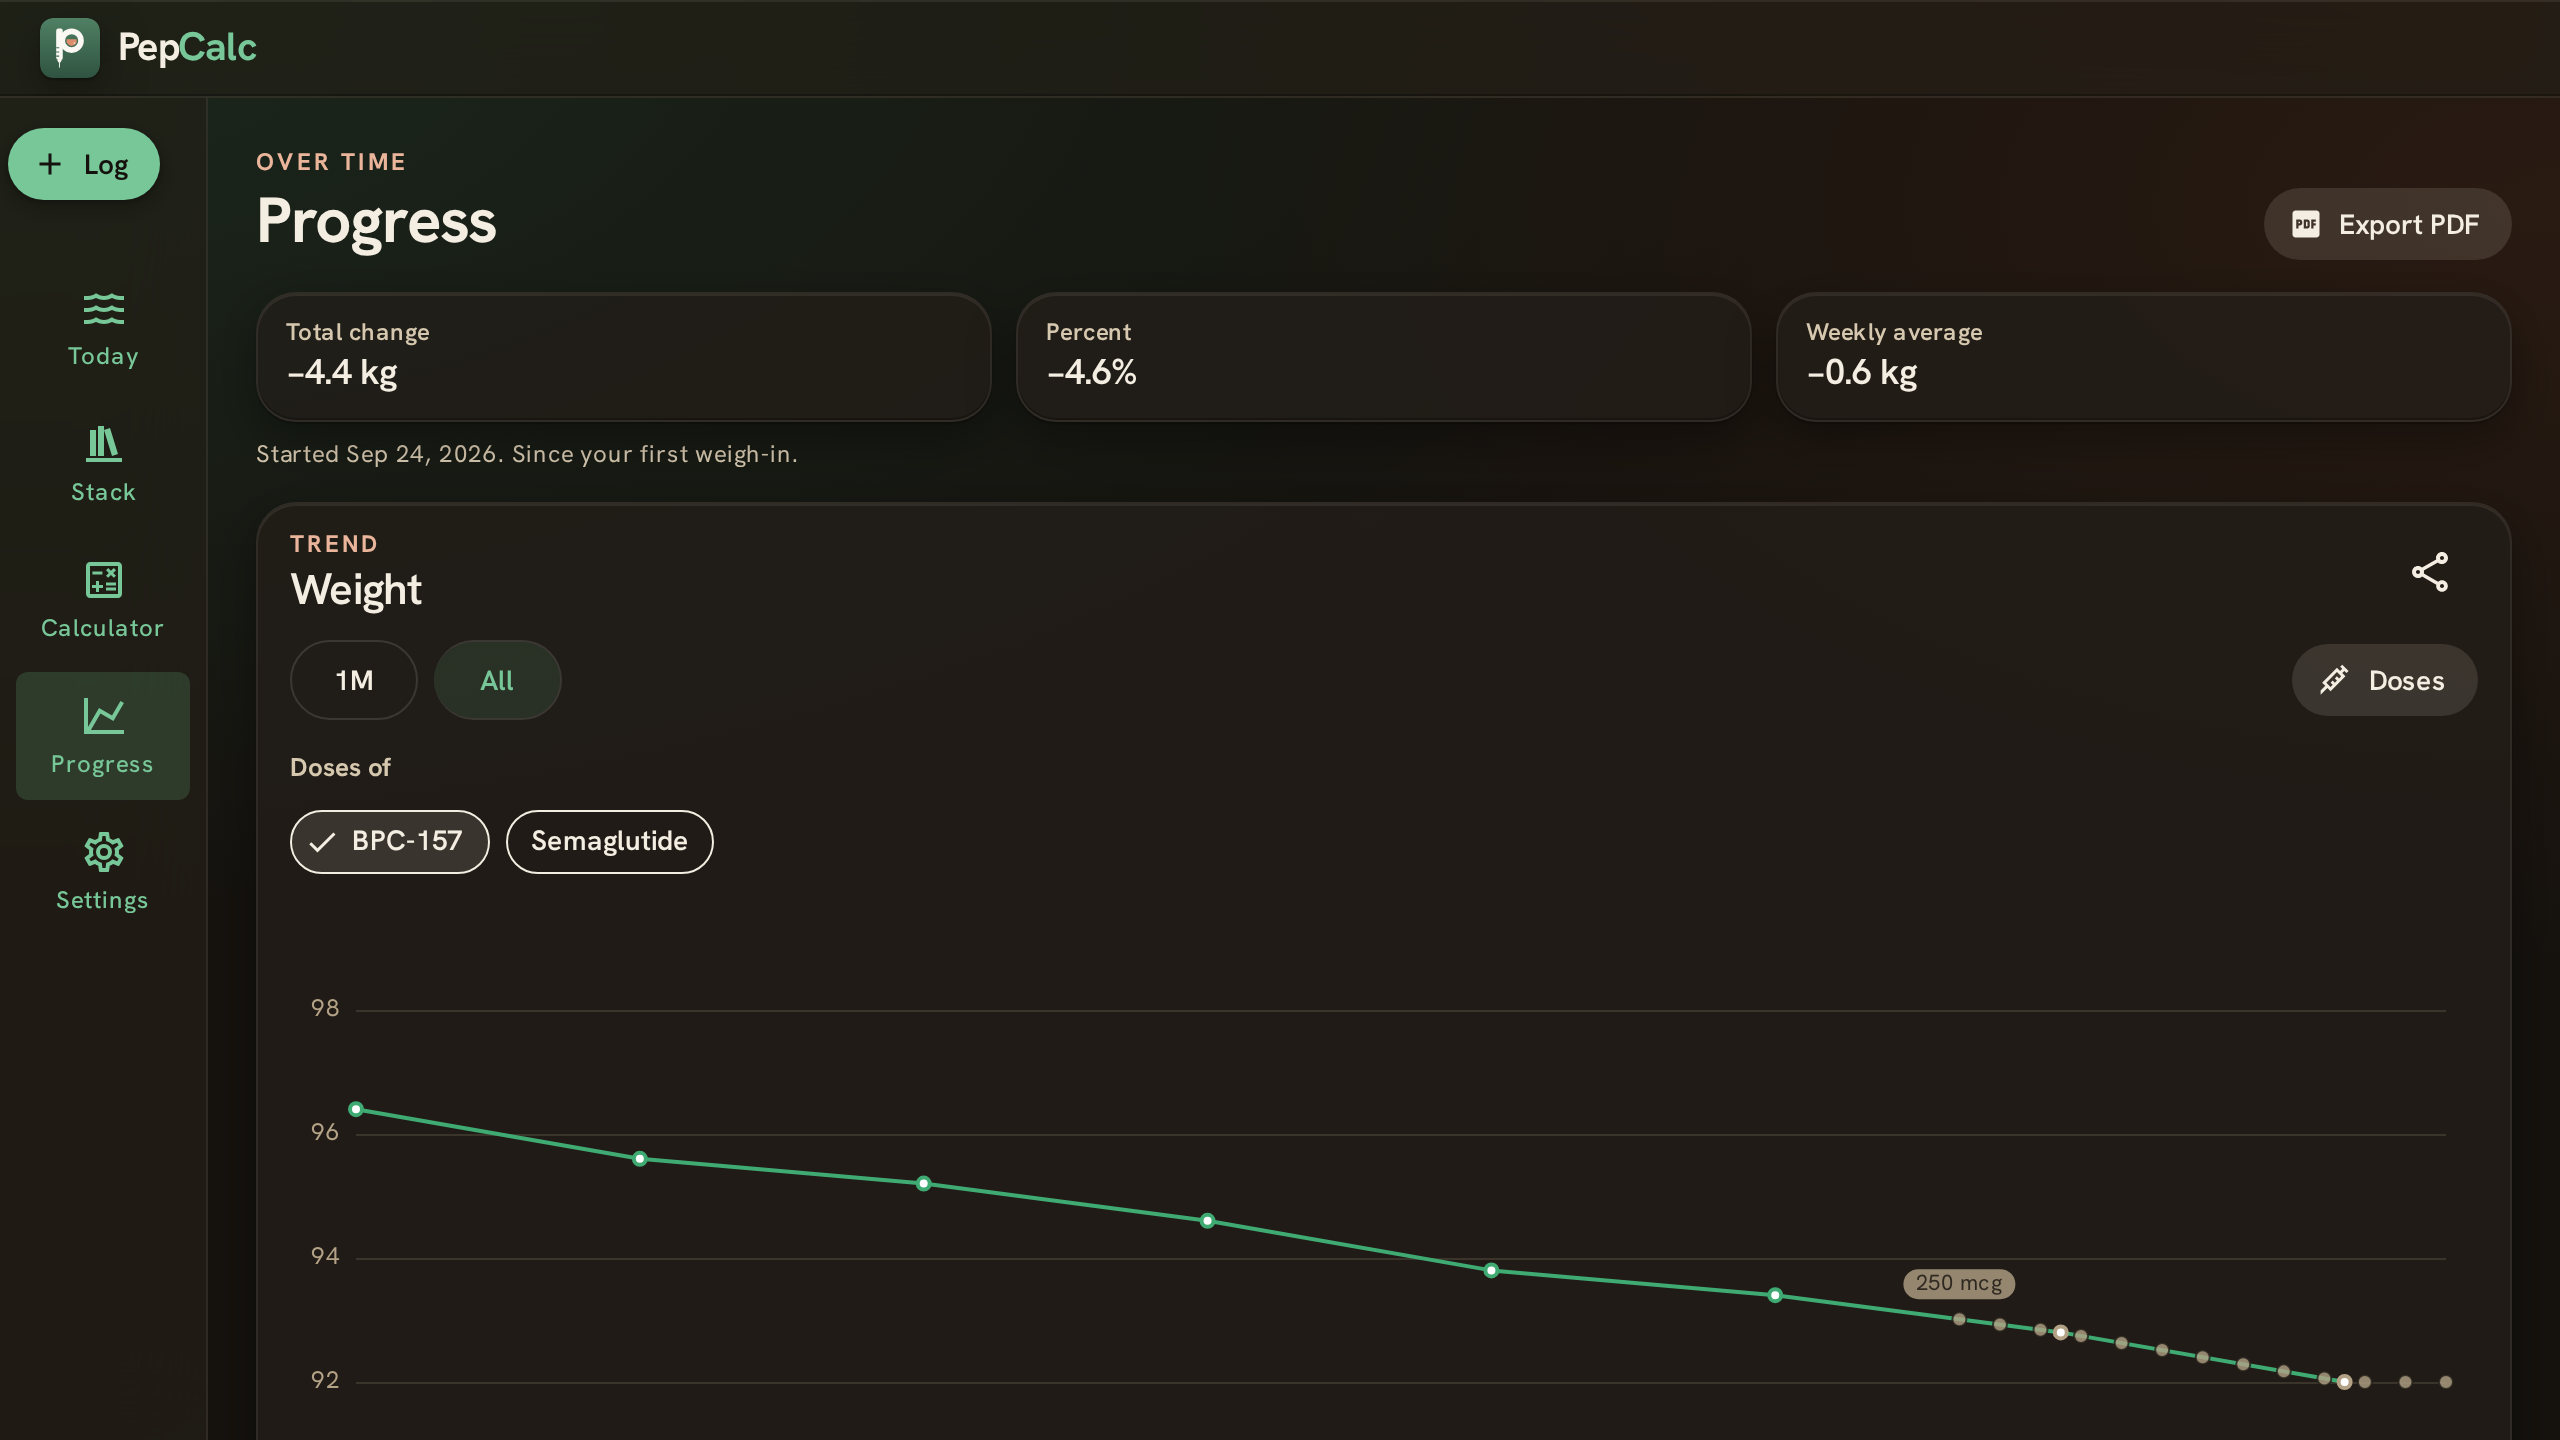 PepCalc
Log
Today
Stack
Calculator
Progress
Settings
OVER TIME
Progress
PDF
Export PDF
Total change
–4.4 kg
Percent
–4.6%
Weekly average
–0.6 kg
Started Sep 24, 2026. Since your first weigh-in.
TREND
Weight
1M
All
Doses
Doses of
BPC-157
Semaglutide
98
96
94
250 mcg
92